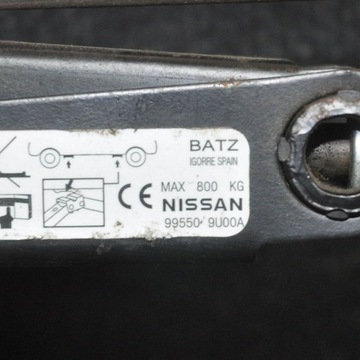 BATZ
IGORRE SPAIN
CE MAX 800 KG
NISSAN
99550 9U00A